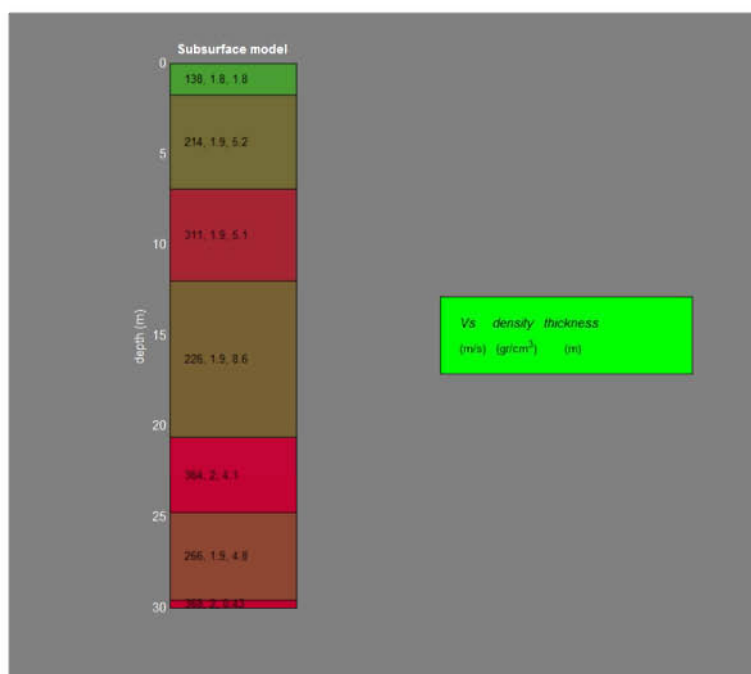 Subsurface model
0
138, 1.8, 1.8
214, 1.9, 5.2
5
311, 1.9, 5.1
10
depth (m)
15
226, 1.9, 8.6
20
364, 2, 4.1
25
266, 1.9, 4.8
30
Vs density thickness
(m/s) (gr/cm³) (m)